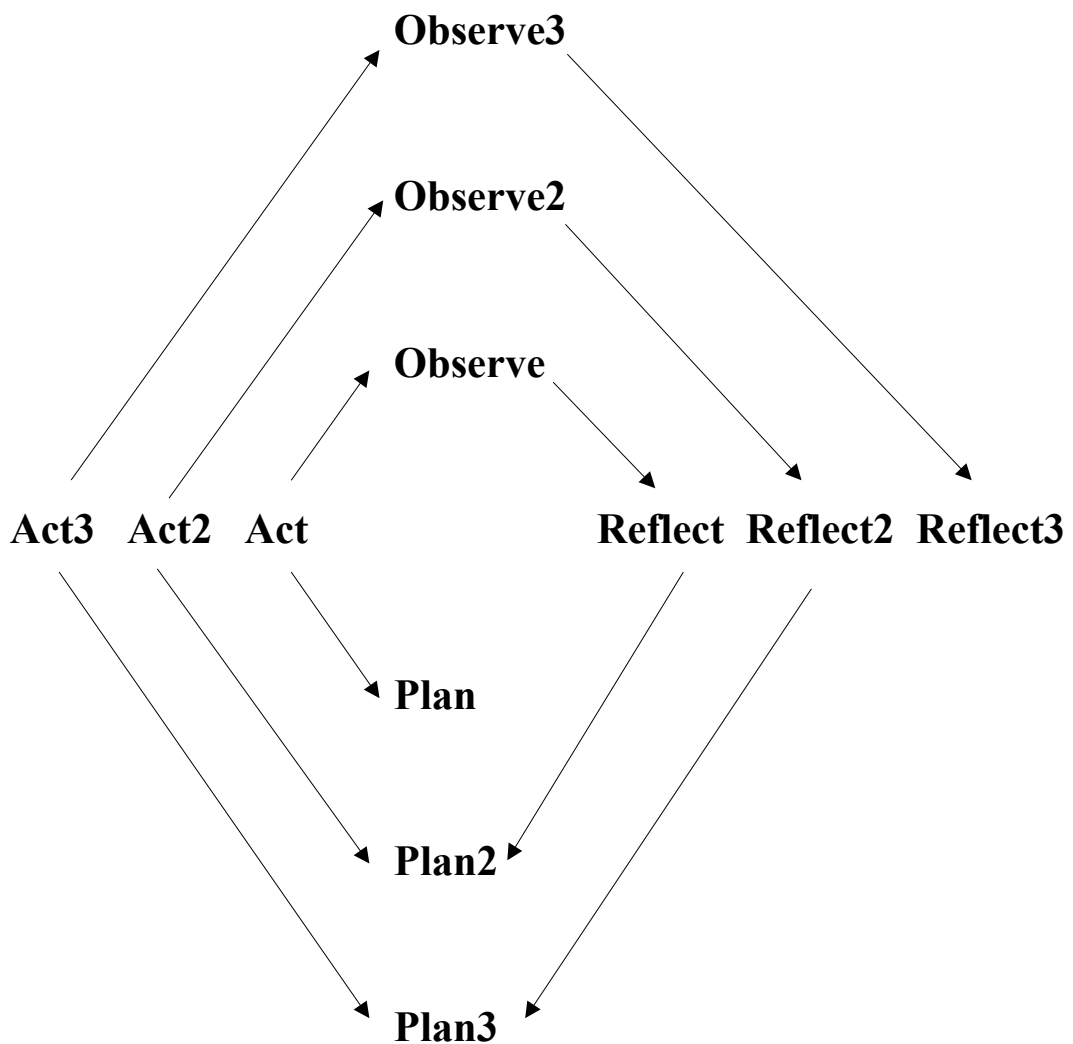 Observe3
Observe2
Observe
Act3 Act2 Act Reflect Reflect2 Reflect3
Plan
Plan2
Plan3